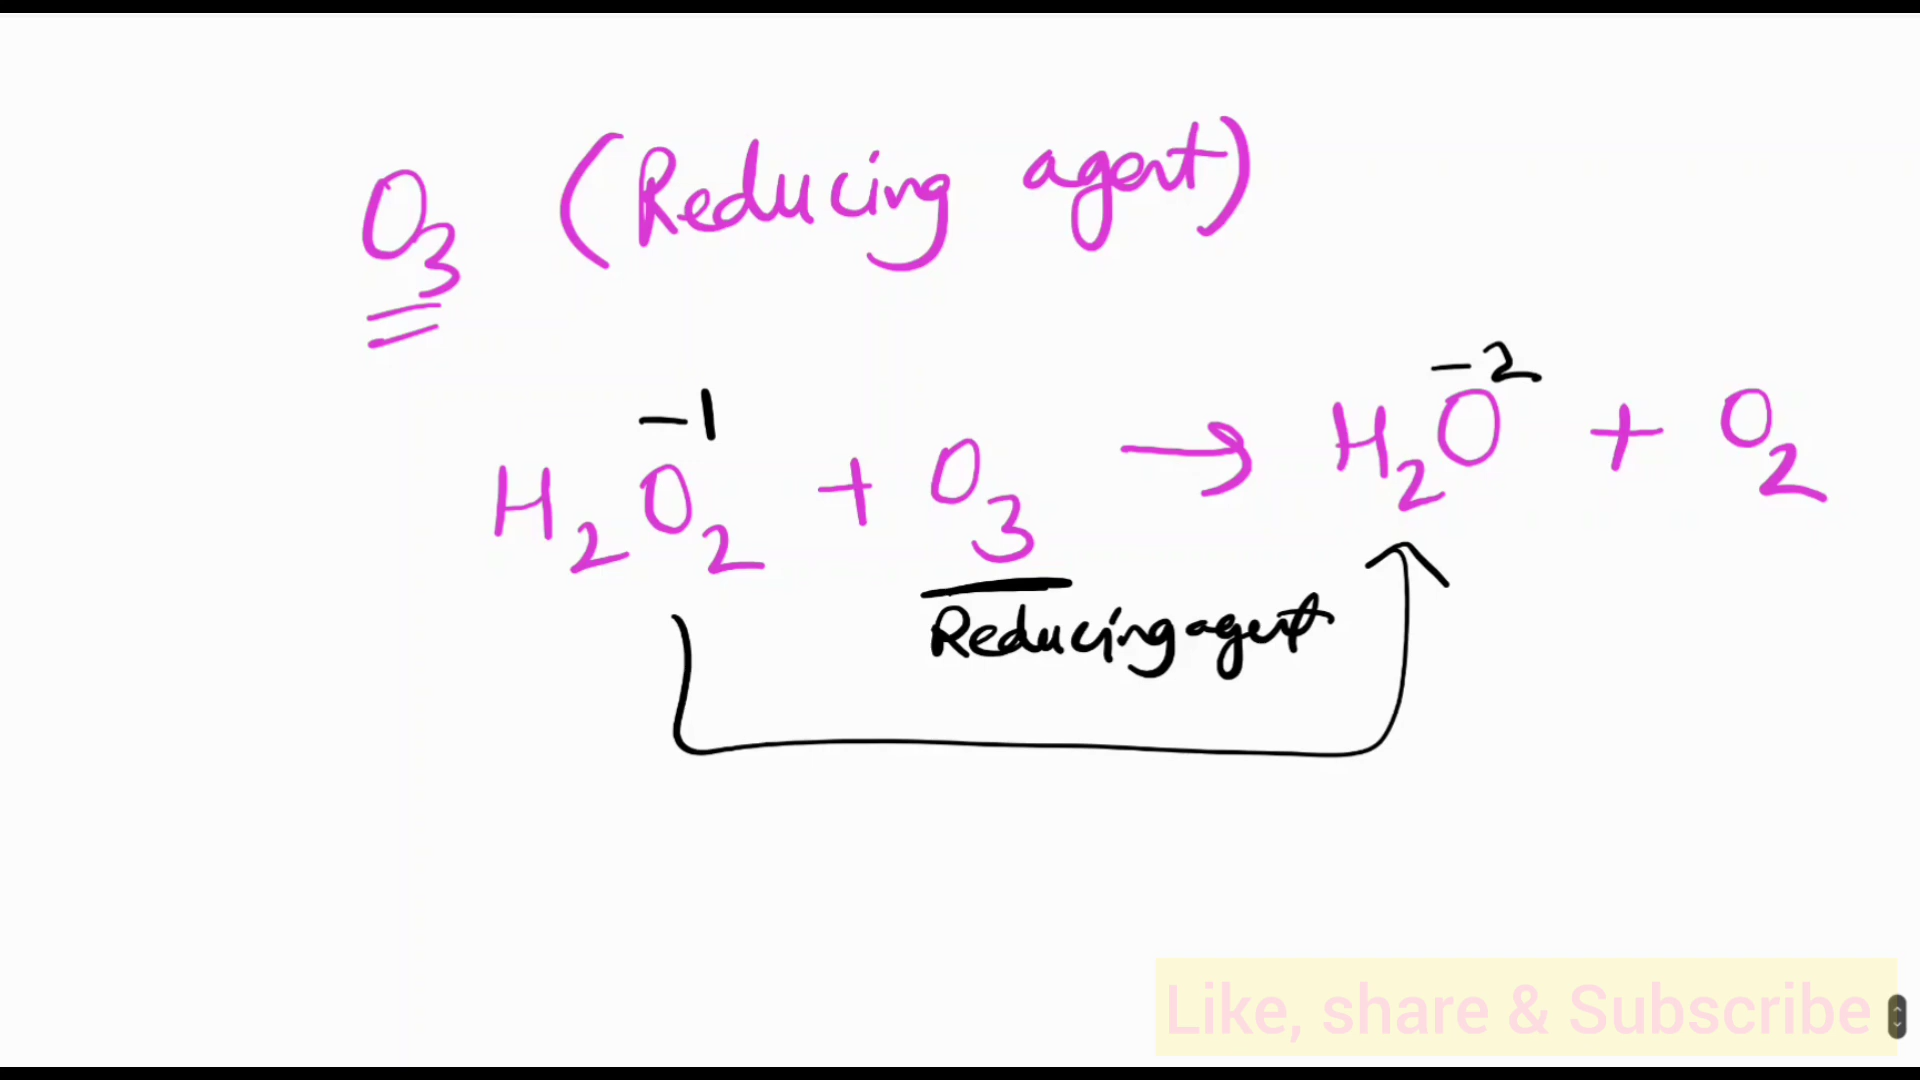 O₃ (Reducing agent)
-1 -2
H₂O₂ + O₃ → H₂O + O₂
Reducing agent
Like, share & Subscribe